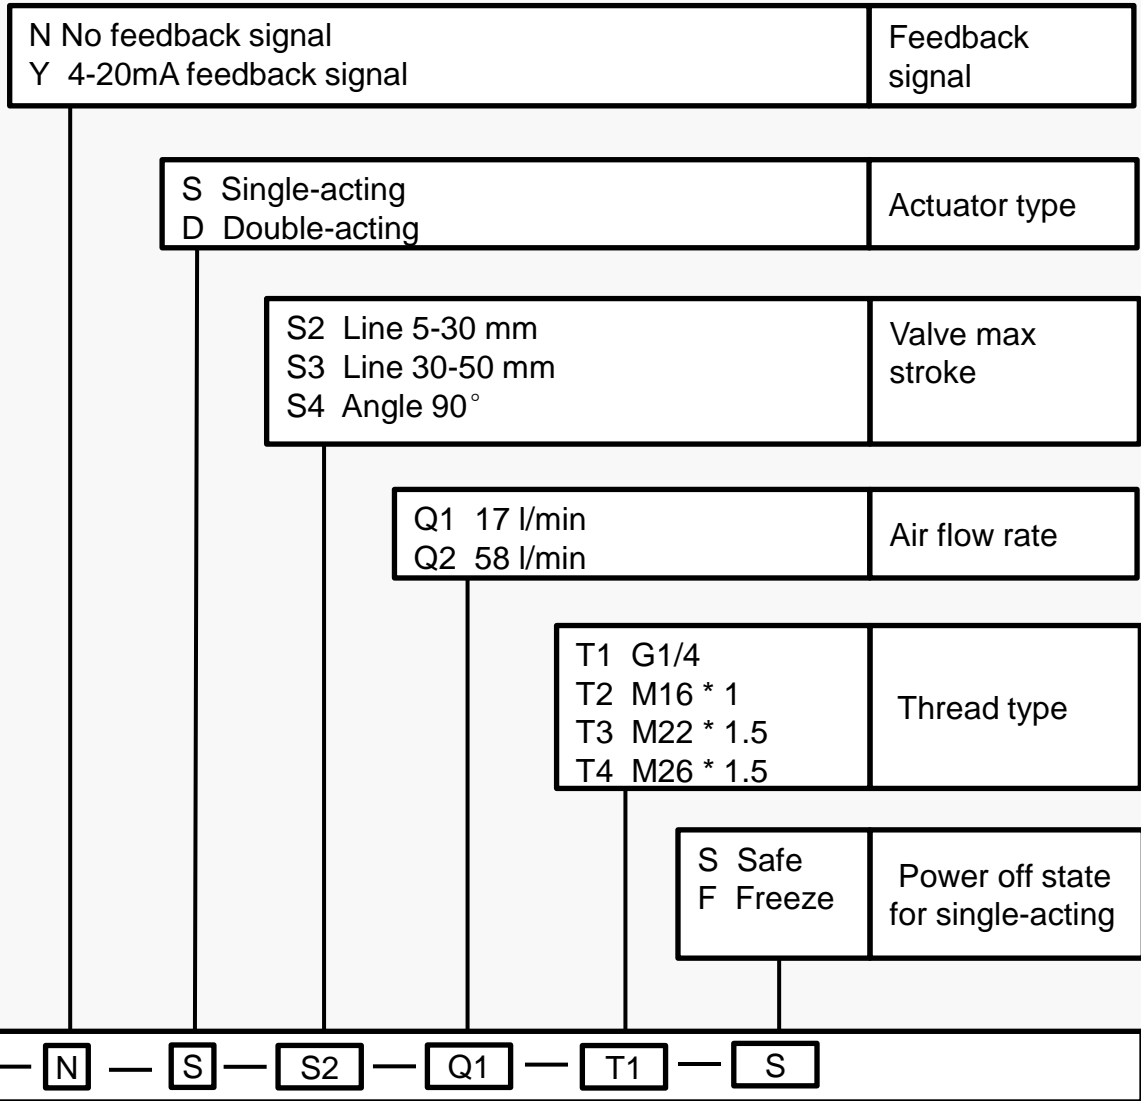 N No feedback signal
Y 4-20mA feedback signal
Feedback
signal
S Single-acting
D Double-acting
Actuator type
S2 Line 5-30 mm
S3 Line 30-50 mm
S4 Angle 90°
Valve max
stroke
Q1 17 l/min
Q2 58 l/min
Air flow rate
T1 G1/4
T2 M16 * 1
T3 M22 * 1.5
T4 M26 * 1.5
Thread type
S Safe
F Freeze
Power off state
for single-acting
— N — S — S2 — Q1 — T1 — S